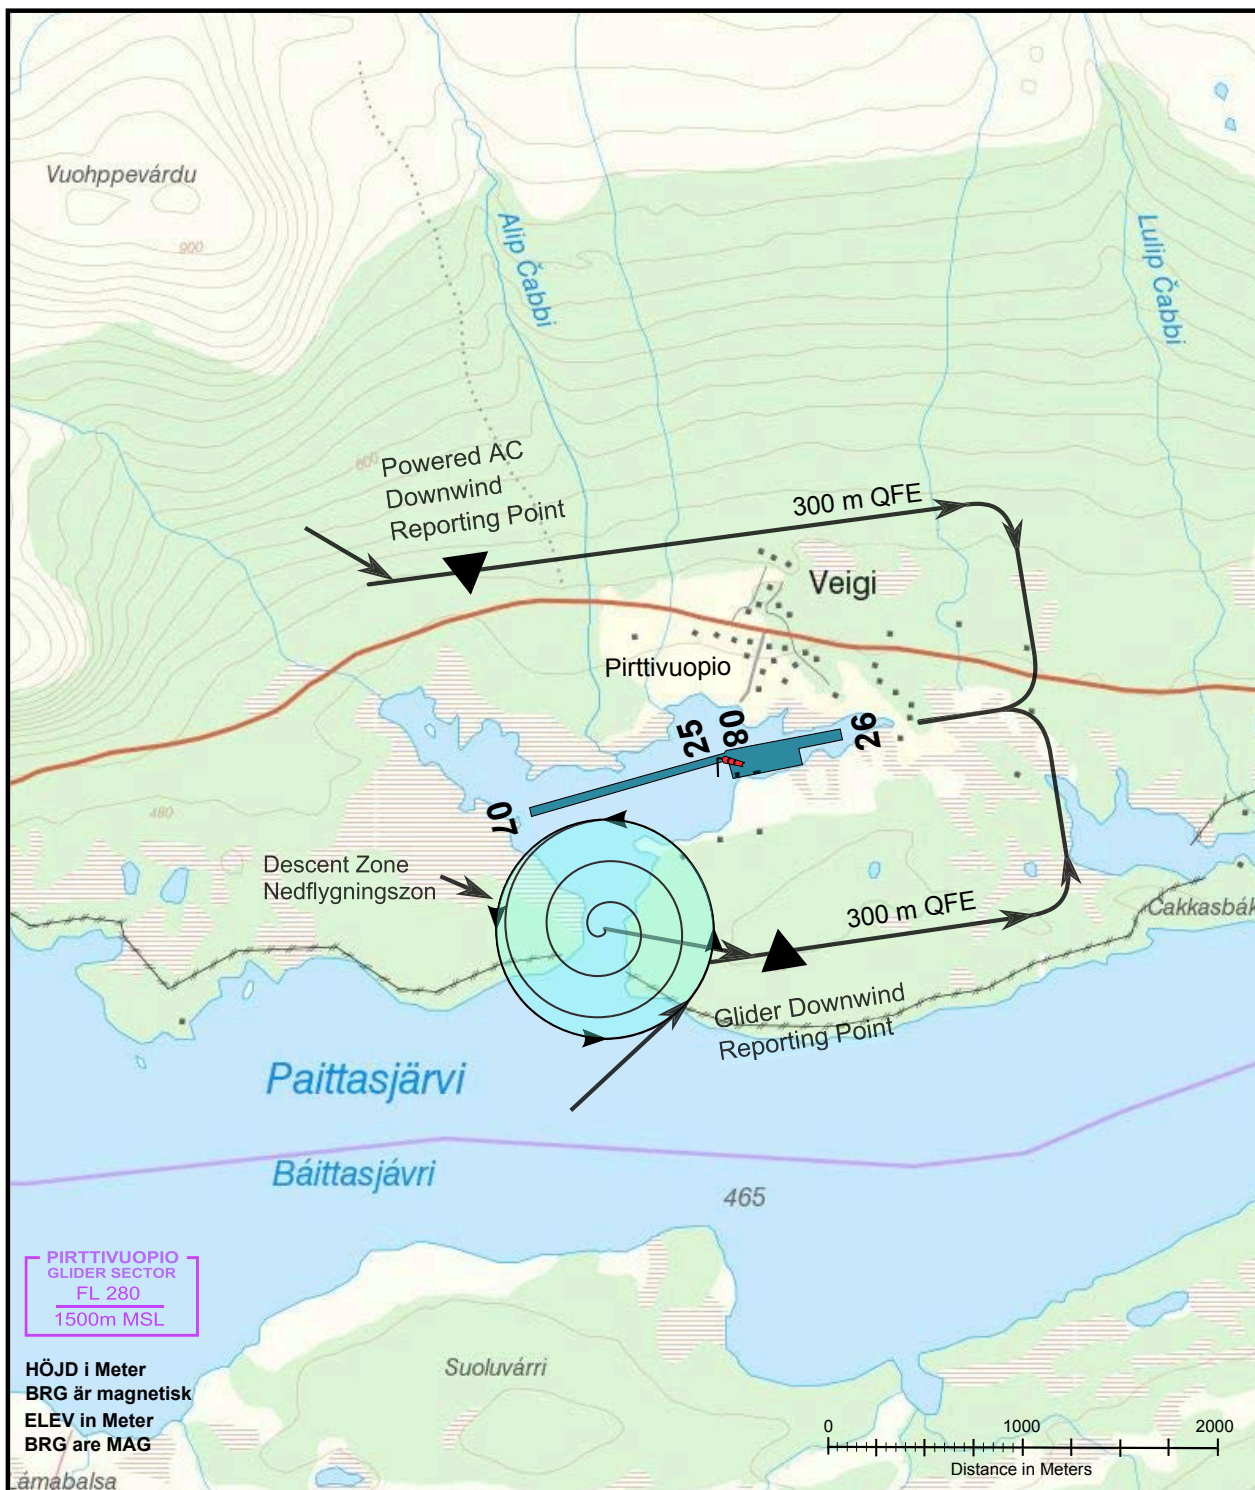 Vuohppevárdu
900
Alip Čabbi
Lulip Čabbi
600
Powered AC
Downwind
Reporting Point
300 m QFE
Veigi
Pirttivuopio
25
08
26
07
480
Descent Zone
Nedflygningszon
300 m QFE
Cakkasbák
Glider Downwind
Reporting Point
Paittasjärvi
Báittasjávri
465
PIRTTIVUOPIO
GLIDER SECTOR
FL 280
1500m MSL
HÖJD i Meter
BRG är magnetisk
ELEV in Meter
BRG are MAG
Suoluvárri
ámabalsa
0 1000 2000
Distance in Meters